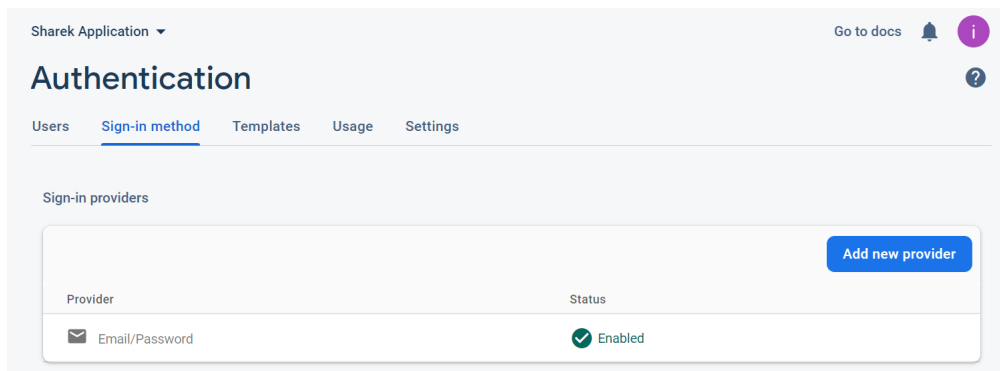 Sharek Application Go to docs i
Authentication ?
Users Sign-in method Templates Usage Settings
Sign-in providers
Add new provider
Provider Status
Email/Password Enabled